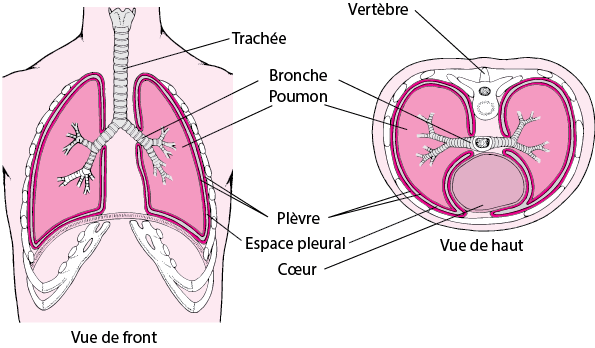 Vertèbre
Trachée
Bronche
Poumon
Plèvre
Espace pleural
Cœur
Vue de haut
Vue de front